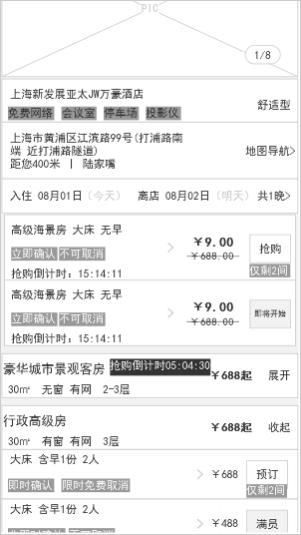 PIC
1/8
上海新发展亚太JW万豪酒店
免费网络 会议室 停车场 投影仪
舒适型
上海市黄浦区江滨路99号(打浦路南
端 近打浦路隧道)
地图导航>
距您400米 | 陆家嘴
入住 08月01日(今天) 离店 08月02日(明天) 共1晚>
高级海景房 大床 无早
立即确认 不可取消
抢购倒计时: 15:14:11
￥9.00
￥688.00
抢购
仅剩2间
高级海景房 大床 无早
立即确认 不可取消
抢购倒计时: 15:14:11
￥9.00
￥688.00
即将开始
豪华城市景观客房 抢购倒计时05:04:30
￥688起 展开
30㎡ 无窗 有网 2-3层
行政高级房
￥688起 收起
30㎡ 有窗 有网 3层
大床 含早1份 2人
即时确认 限时免费取消
￥688
预订
仅剩2间
大床 含早1份 2人
￥488
满员